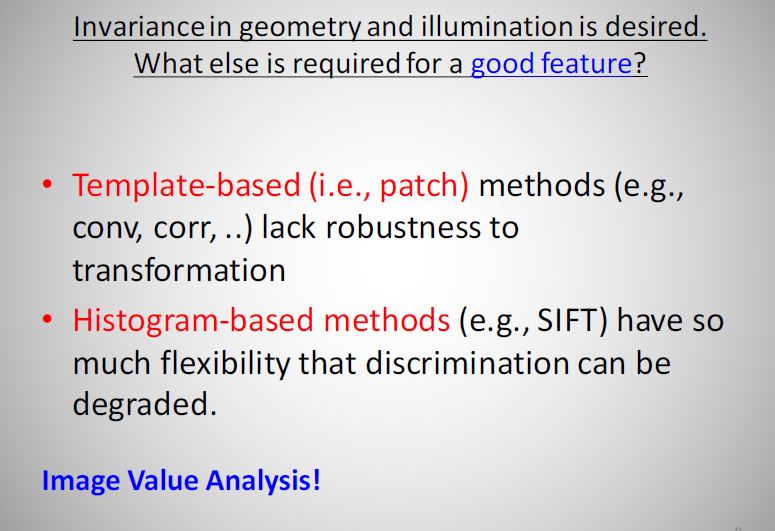 Invariance in geometry and illumination is desired.
What else is required for a good feature?
• Template-based (i.e., patch) methods (e.g.,
conv, corr, ..) lack robustness to
transformation
• Histogram-based methods (e.g., SIFT) have so
much flexibility that discrimination can be
degraded.
Image Value Analysis!